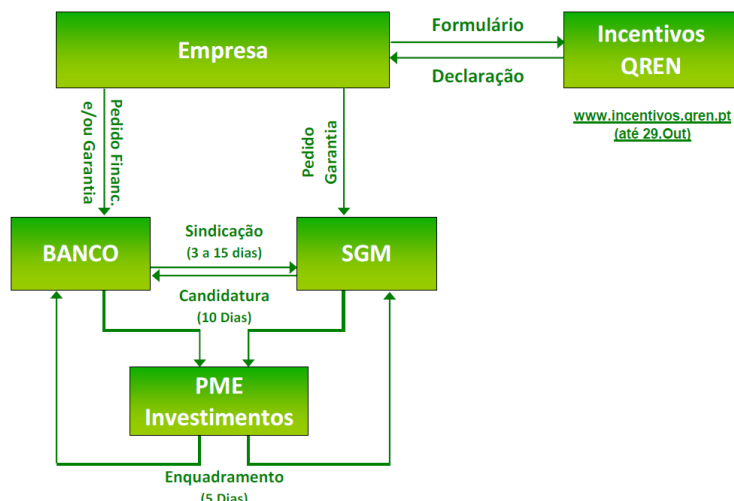 Empresa
Formulário
Declaração
Incentivos
QREN
www.incentivos.qren.pt
(até 29.Out)
Pedido Financ.
e/ou Garantia
Pedido
Garantia
BANCO
Sindicação
(3 a 15 dias)
SGM
Candidatura
(10 Dias)
PME
Investimentos
Enquadramento
(5 Dias)